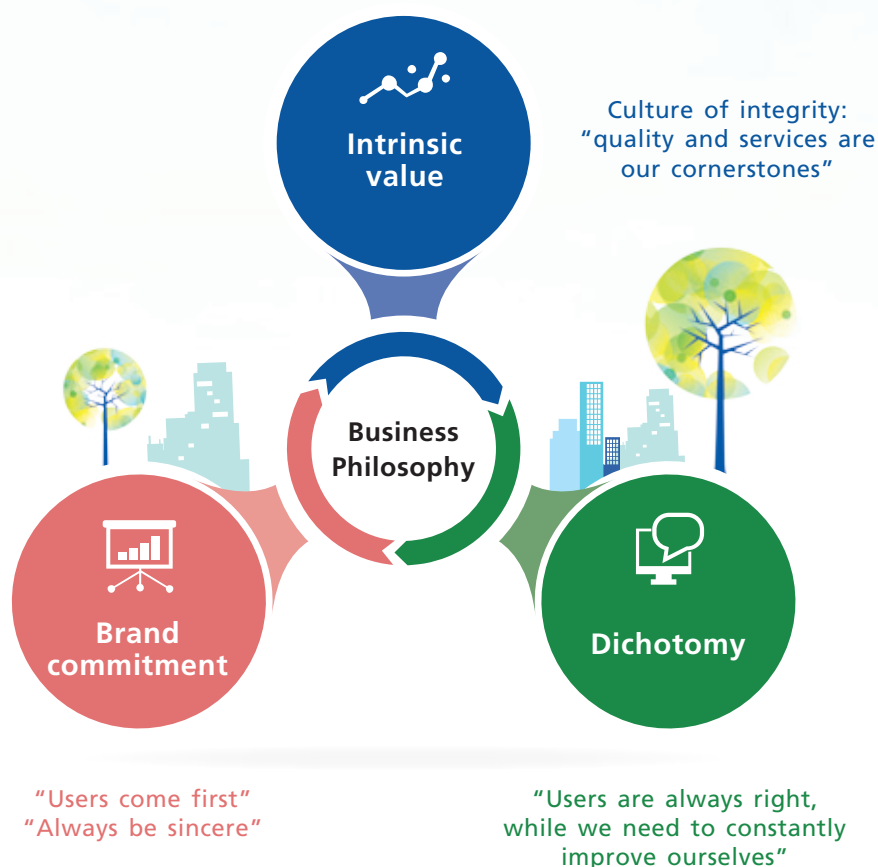 Intrinsic
value
Culture of integrity:
“quality and services are
our cornerstones”
Business
Philosophy
Brand
commitment
Dichotomy
“Users come first”
“Always be sincere”
“Users are always right,
while we need to constantly
improve ourselves”